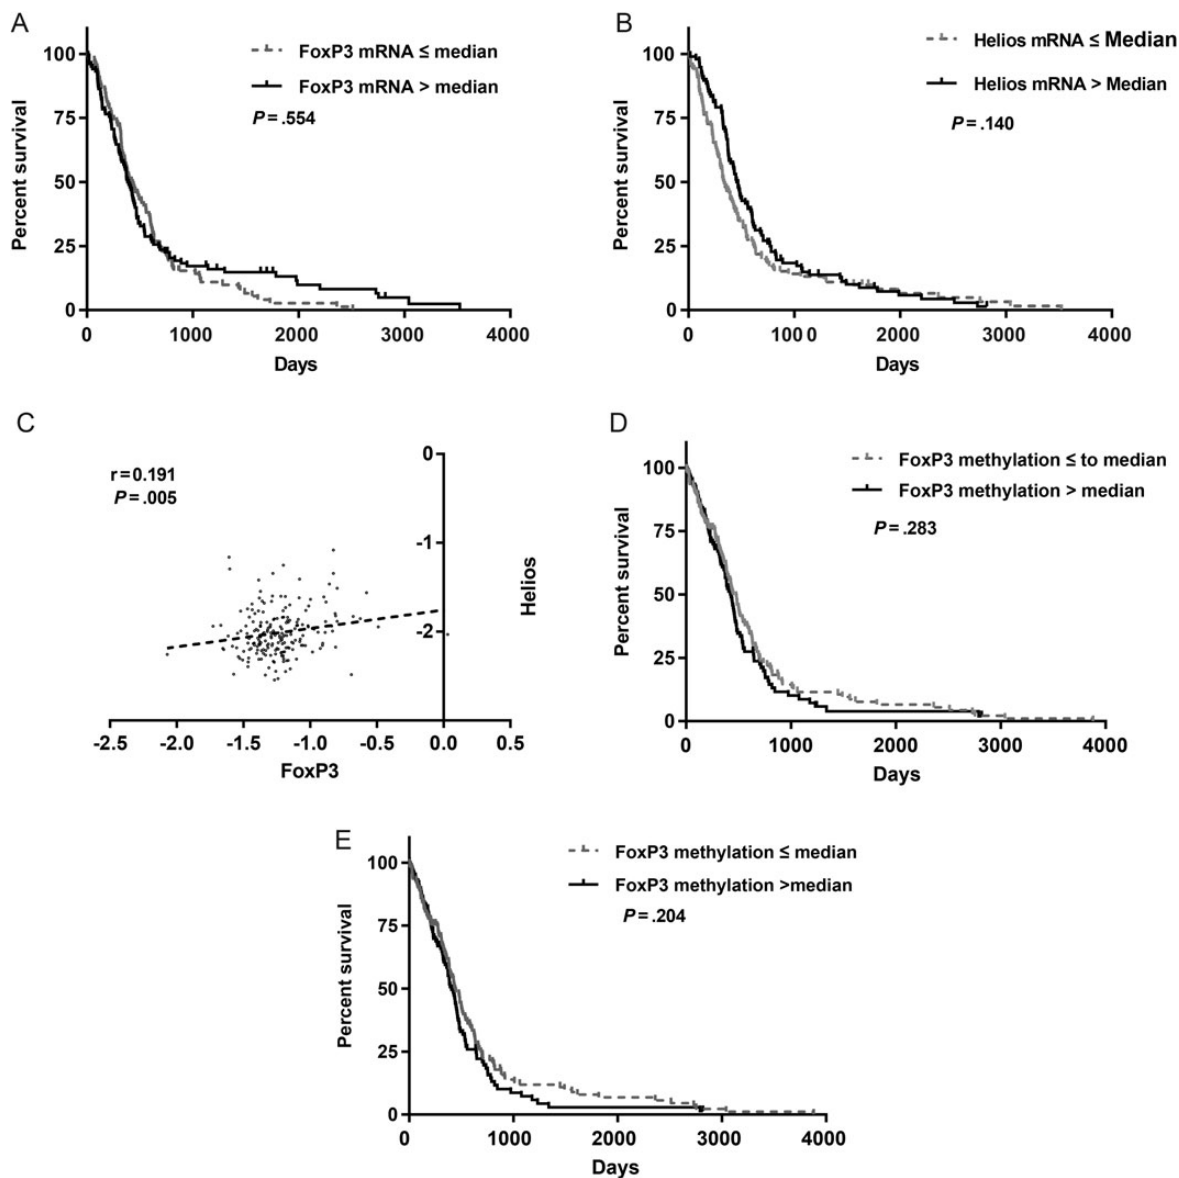 A
FoxP3 mRNA ≤ median
FoxP3 mRNA > median
P = .554
100
75
50
25
0
Percent survival
0 1000 2000 3000 4000
Days
B
Helios mRNA ≤ Median
Helios mRNA > Median
P = .140
100
75
50
25
0
Percent survival
0 1000 2000 3000 4000
Days
C
r = 0.191
P = .005
0
-1
-2
Helios
-2.5 -2.0 -1.5 -1.0 -0.5 0.0 0.5
FoxP3
D
FoxP3 methylation ≤ to median
FoxP3 methylation > median
P = .283
100
75
50
25
0
Percent survival
0 1000 2000 3000 4000
Days
E
FoxP3 methylation ≤ median
FoxP3 methylation >median
P = .204
100
75
50
25
0
Percent survival
0 1000 2000 3000 4000
Days